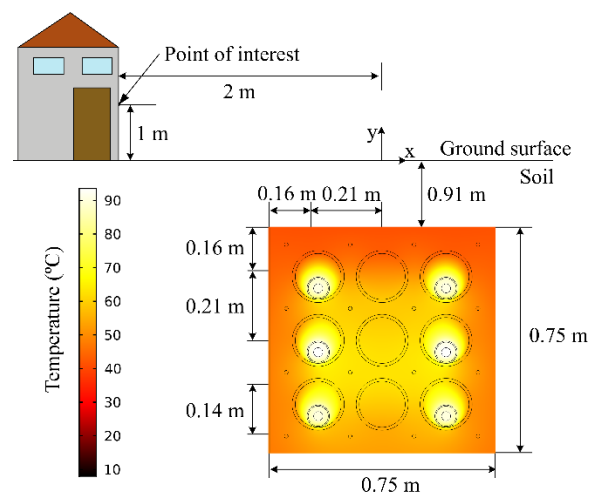 Point of interest
2 m
1 m
y
x
Ground surface
Soil
0.16 m
0.21 m
0.91 m
0.16 m
0.21 m
0.14 m
0.75 m
0.75 m
Temperature (ºC)
90
80
70
60
50
40
30
20
10